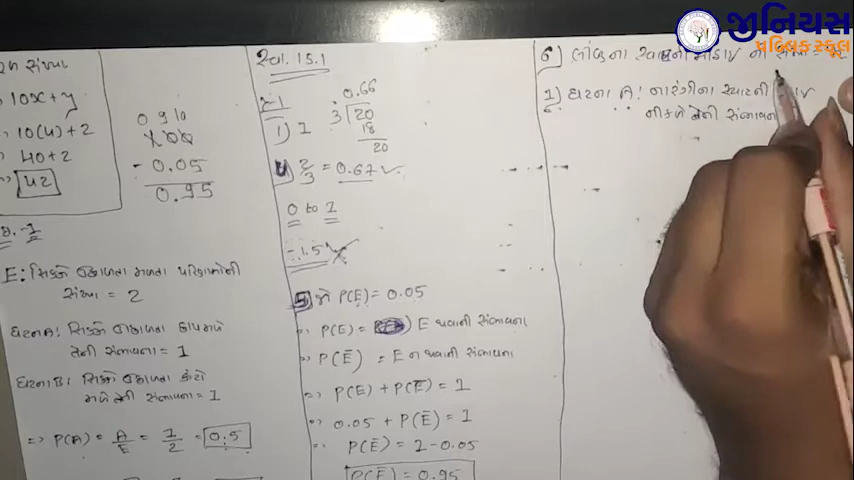 જીનિયસ
પબ્લિક સ્કૂલ
સંખ્યા
10x + y
10(4) + 2
40 + 2
42
0 9 10
- 0.05
0.95
E: સિક્કો ઉછાળતા મળતા પરિણામોની
સંખ્યા = 2
ઘટના A: સિક્કો ઉછાળતા છાપ મળે
તેની સંભાવના = 1
ઘટના B: સિક્કો ઉછાળતા કાંટો
મળે તેની સંભાવના = 1
=> P(A) = A/E = 1/2 = 0.5
સ્વા. 15.1
1) 1
0.66
3 20
18
20
4) 2/3 = 0.67
0 to 1
-1.5
5) જો P(E) = 0.05
P(E) = E થવાની સંભાવના
P(Ē) = E ન થવાની સંભાવના
P(E) + P(Ē) = 1
0.05 + P(Ē) = 1
P(Ē) = 1 - 0.05
P(Ē) = 0.95
6) લીંબુના
1) ઘટના A: નારંગીના સ્વાદની
નીકળે તેની સંભાવના